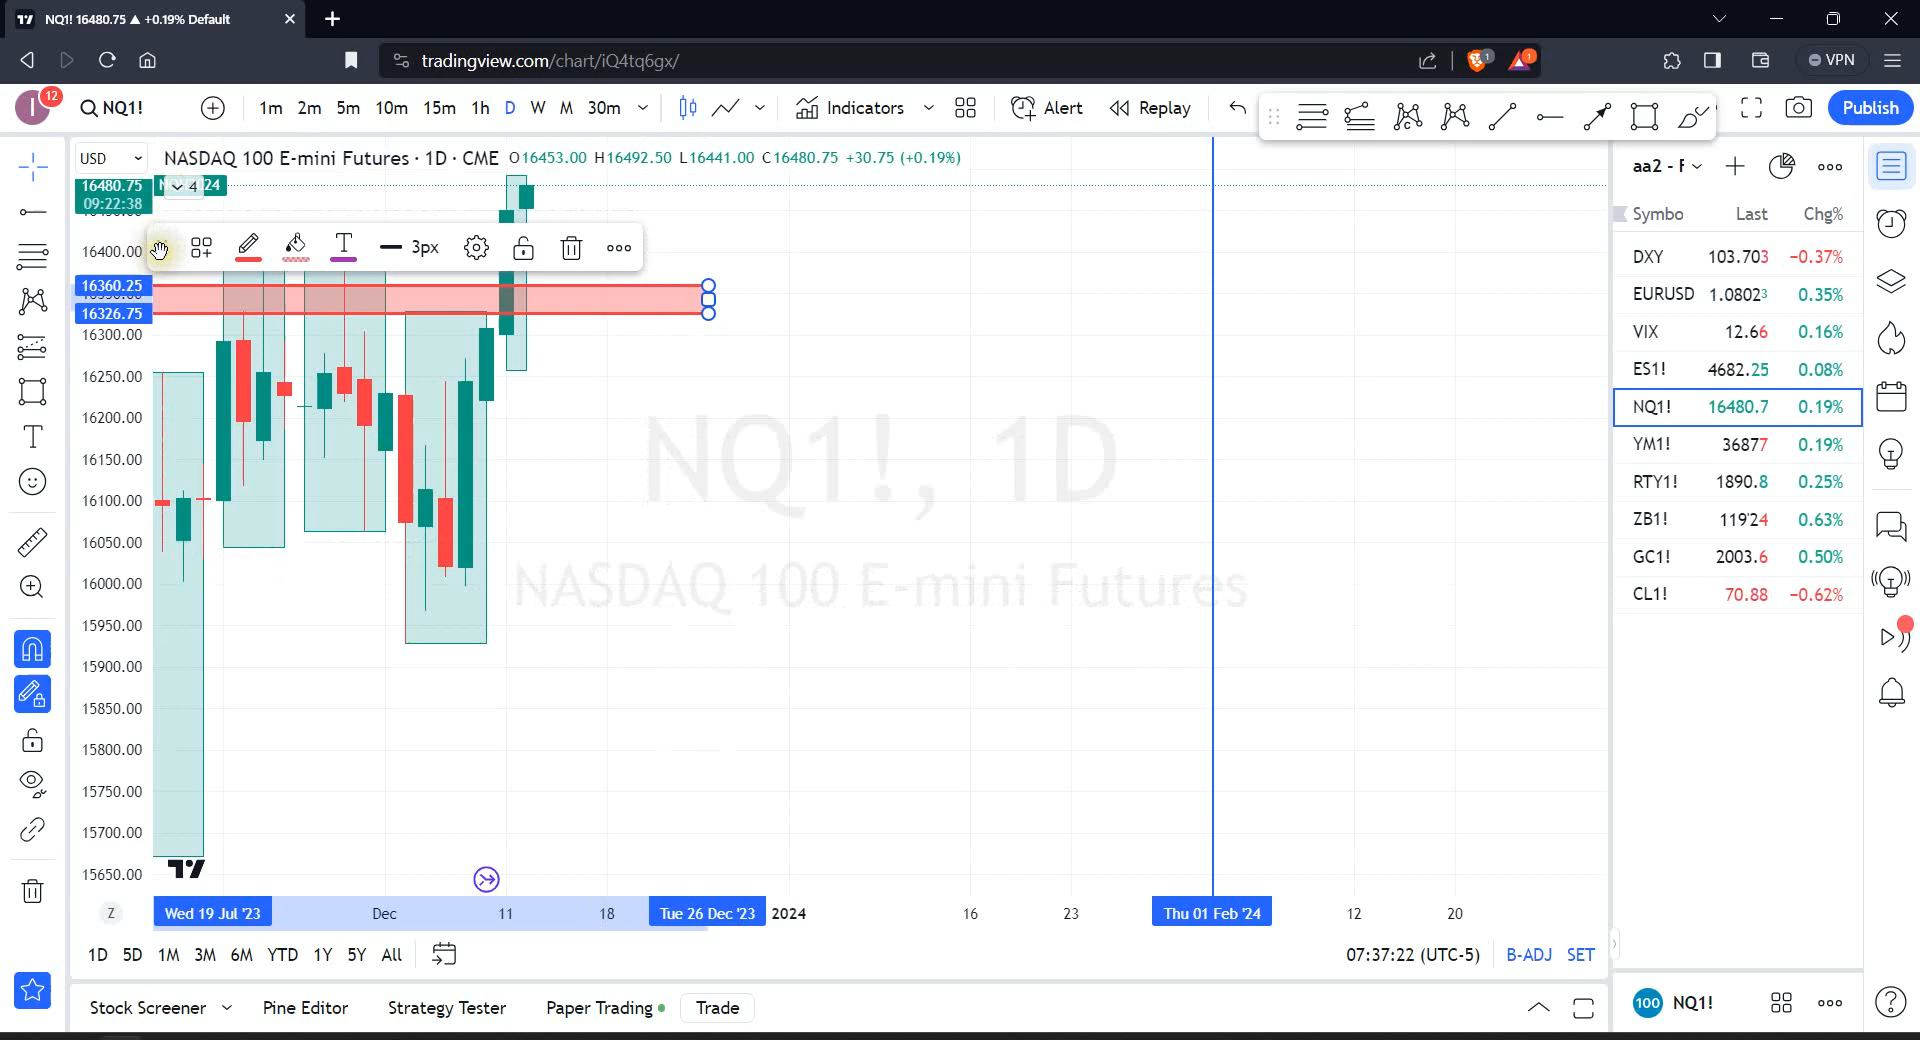 NQ1! 16480.75 ▲ +0.19% Default
tradingview.com/chart/iQ4tq6gx/
1
1
VPN
I
12
NQ1!
1m 2m 5m 10m 15m 1h D W M 30m
Indicators
Alert
Replay
Publish
USD
NASDAQ 100 E-mini Futures · 1D · CME O16453.00 H16492.50 L16441.00 C16480.75 +30.75 (+0.19%)
16480.75
09:22:38
4
16400.00
T
3px
16360.25
16326.75
16300.00
16250.00
16200.00
16150.00
16100.00
16050.00
16000.00
15950.00
15900.00
15850.00
15800.00
15750.00
15700.00
15650.00
NQ1!, 1D
NASDAQ 100 E-mini Futures
Z
Wed 19 Jul '23
Dec
11
18
Tue 26 Dec '23
2024
16
23
Thu 01 Feb '24
12
20
1D 5D 1M 3M 6M YTD 1Y 5Y All
07:37:22 (UTC-5)
B-ADJ
SET
Stock Screener
Pine Editor
Strategy Tester
Paper Trading
Trade
aa2 - F
Symbo Last Chg%
DXY 103.703 −0.37%
EURUSD 1.08023 0.35%
VIX 12.66 0.16%
ES1! 4682.25 0.08%
NQ1! 16480.7 0.19%
YM1! 36877 0.19%
RTY1! 1890.8 0.25%
ZB1! 119'24 0.63%
GC1! 2003.6 0.50%
CL1! 70.88 −0.62%
100 NQ1!